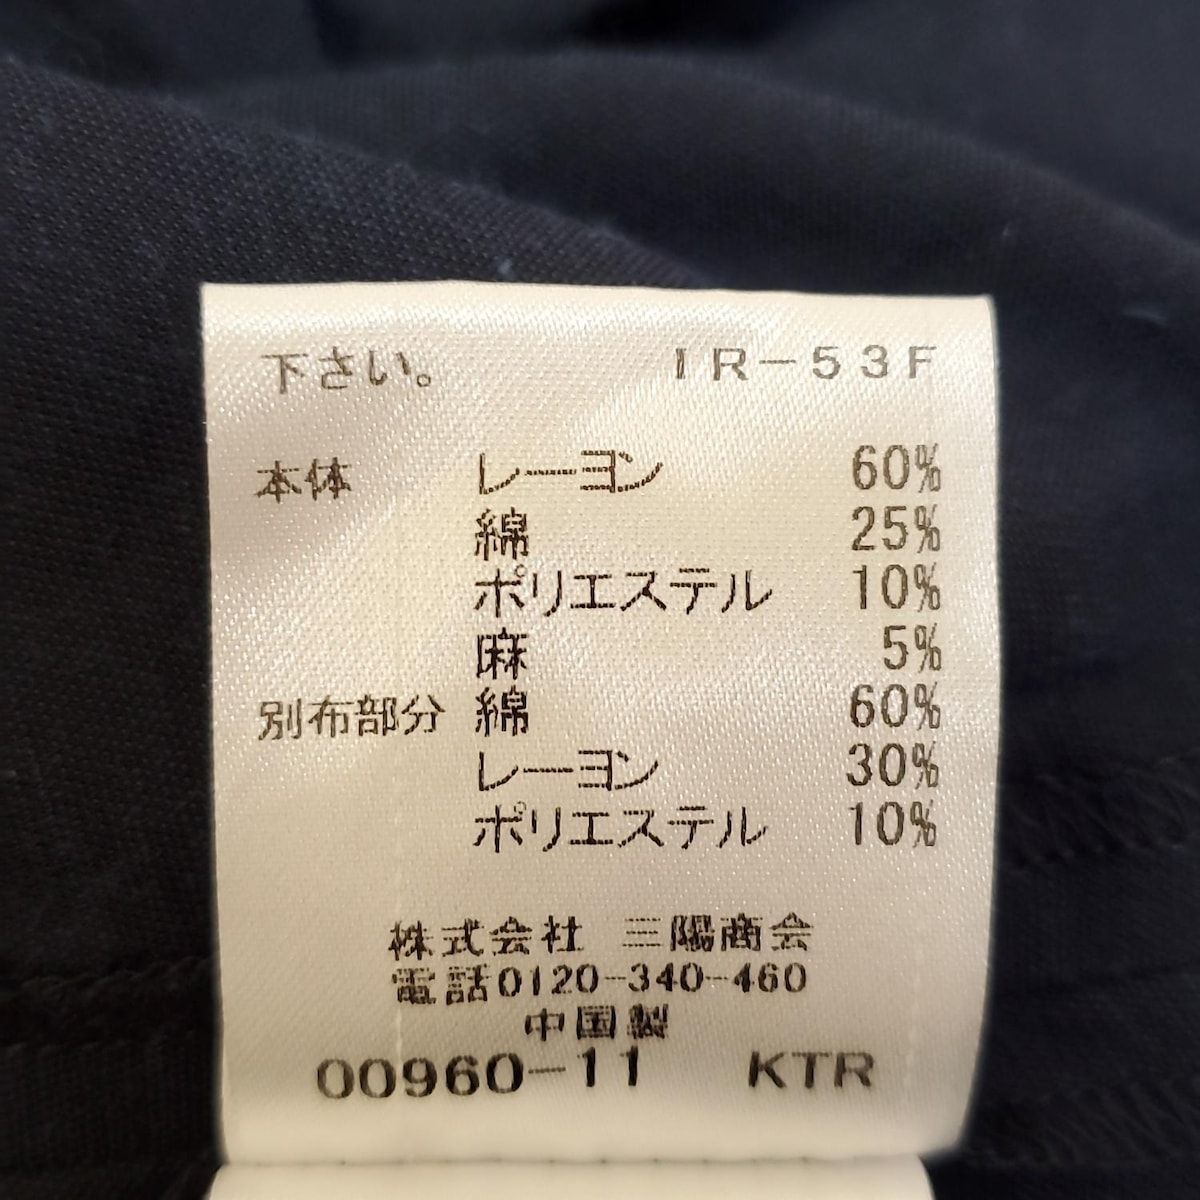 下さい。 IR-53F
本体 レーヨン 60%
綿 25%
ポリエステル 10%
麻 5%
別布部分 綿 60%
レーヨン 30%
ポリエステル 10%
株式会社 三陽商会
電話0120-340-460
中国製
00960-11 KTR